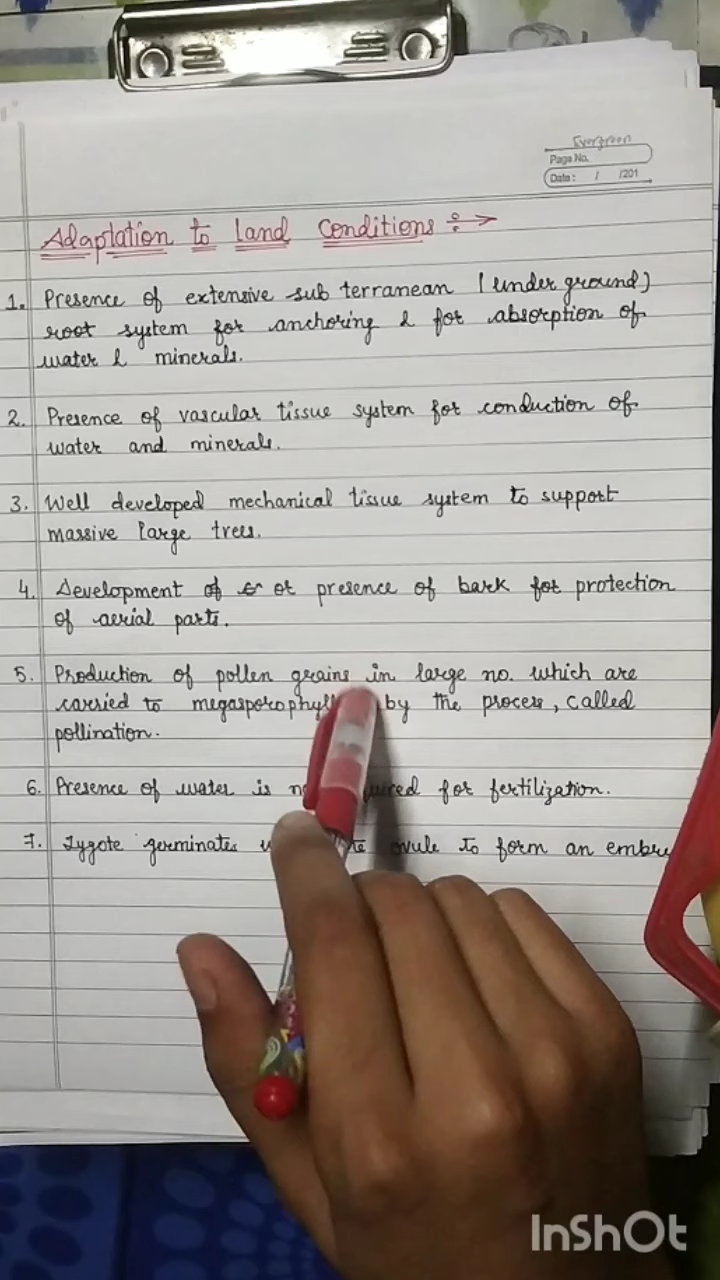 Evergreen
Page No.
Date : / /201
Adaptation to Land Conditions ÷→
1. Presence of extensive sub terranean (under ground)
root system for anchoring & for absorption of
water & minerals.
2. Presence of vascular tissue system for conduction of
water and minerals.
3. Well developed mechanical tissue system to support
massive large trees.
4. Development of or presence of bark for protection
of aerial parts.
5. Production of pollen grains in large no. which are
carried to megasporophyll by the process, called
pollination.
6. Presence of water is for fertilization.
7. Zygote germinates ovule to form an
InShOt